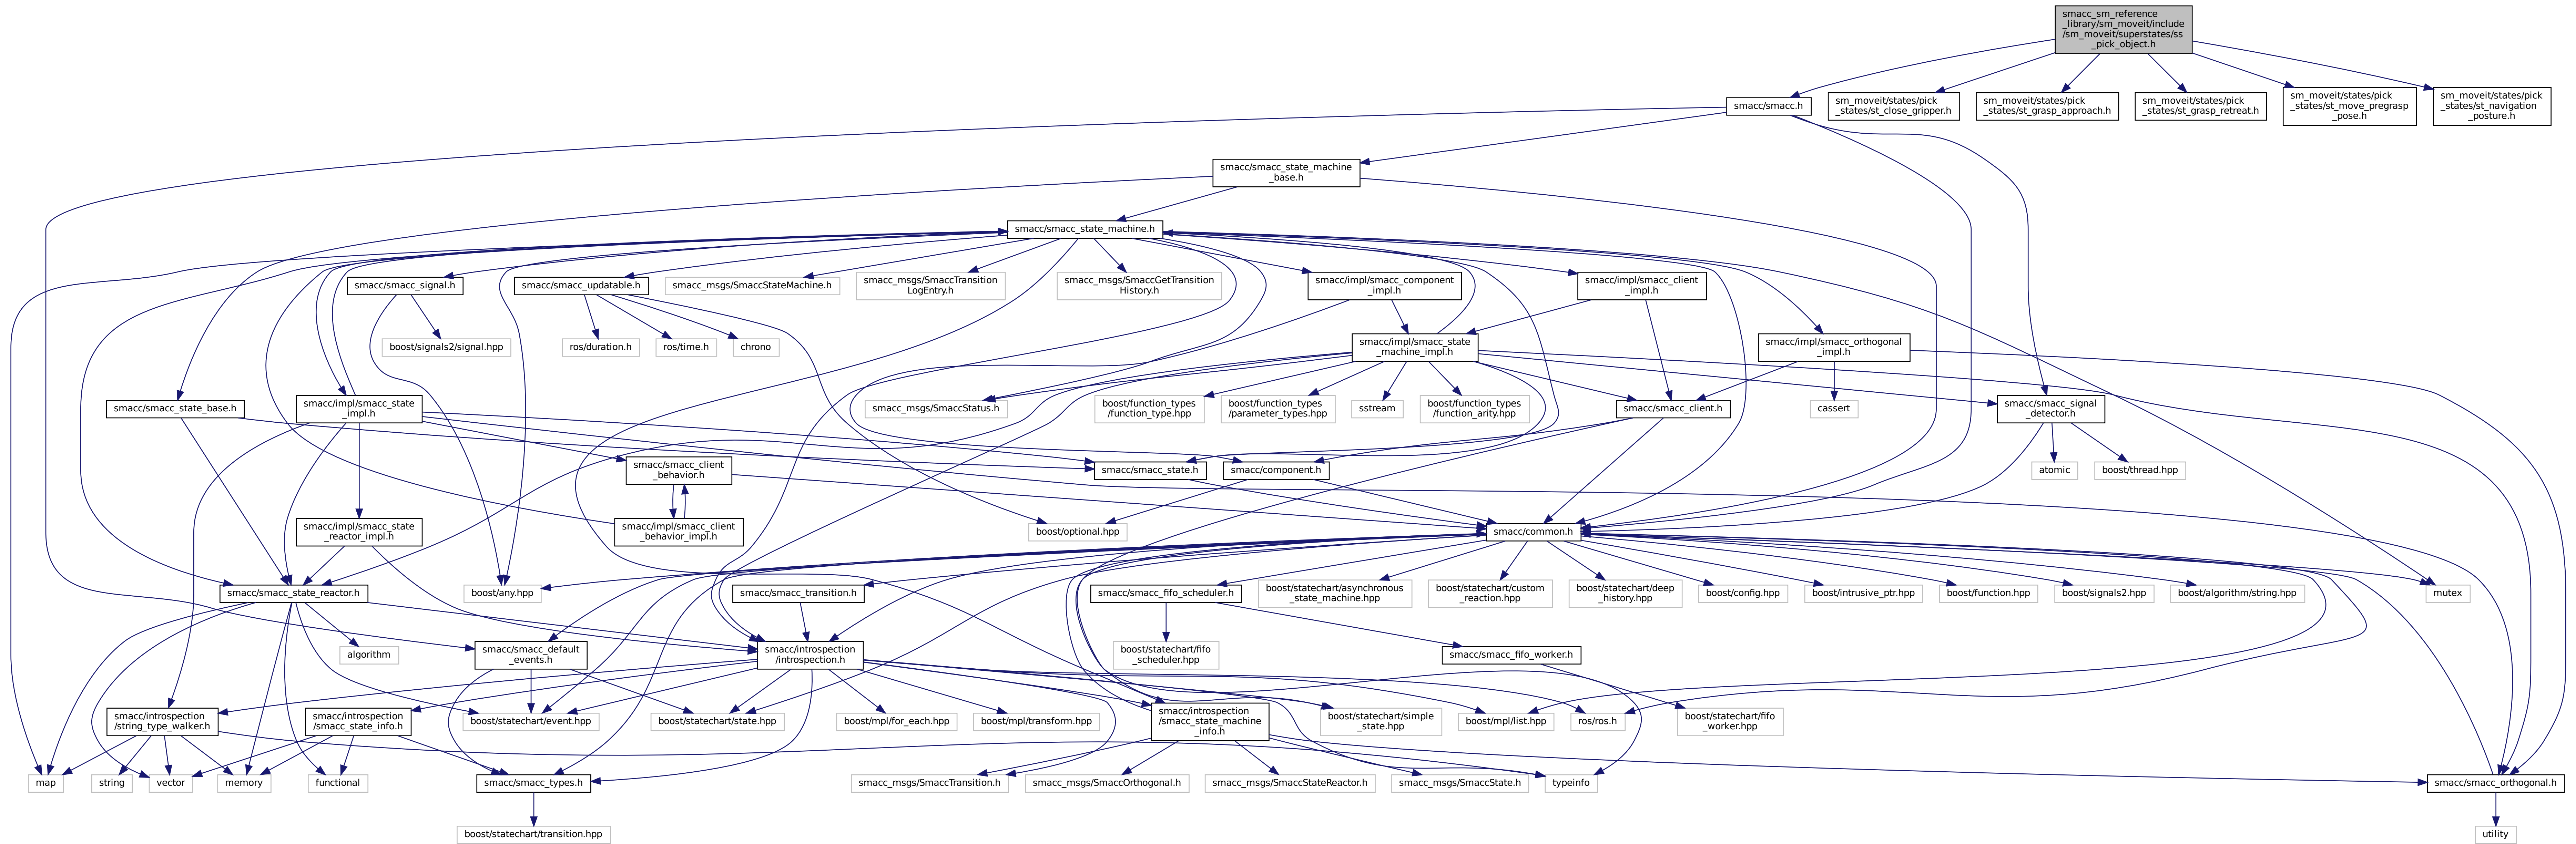 smacc_sm_reference
_library/sm_moveit/include
/sm_moveit/superstates/ss
_pick_object.h
smacc/smacc.h
sm_moveit/states/pick
_states/st_close_gripper.h
sm_moveit/states/pick
_states/st_grasp_approach.h
sm_moveit/states/pick
_states/st_grasp_retreat.h
sm_moveit/states/pick
_states/st_move_pregrasp
_pose.h
sm_moveit/states/pick
_states/st_navigation
_posture.h
smacc/smacc_state_machine
_base.h
smacc/smacc_state_machine.h
smacc/smacc_signal.h
smacc/smacc_updatable.h
smacc_msgs/SmaccStateMachine.h
smacc_msgs/SmaccTransition
LogEntry.h
smacc_msgs/SmaccGetTransition
History.h
smacc/impl/smacc_component
_impl.h
smacc/impl/smacc_client
_impl.h
boost/signals2/signal.hpp
ros/duration.h
ros/time.h
chrono
smacc/impl/smacc_state
_machine_impl.h
smacc/impl/smacc_orthogonal
_impl.h
smacc/smacc_state_base.h
smacc/impl/smacc_state
_impl.h
smacc_msgs/SmaccStatus.h
boost/function_types
/function_type.hpp
boost/function_types
/parameter_types.hpp
sstream
boost/function_types
/function_arity.hpp
smacc/smacc_client.h
cassert
smacc/smacc_signal
_detector.h
smacc/smacc_client
_behavior.h
smacc/smacc_state.h
smacc/component.h
atomic
boost/thread.hpp
smacc/impl/smacc_state
_reactor_impl.h
smacc/impl/smacc_client
_behavior_impl.h
boost/optional.hpp
smacc/common.h
smacc/smacc_state_reactor.h
boost/any.hpp
smacc/smacc_transition.h
smacc/smacc_fifo_scheduler.h
boost/statechart/asynchronous
_state_machine.hpp
boost/statechart/custom
_reaction.hpp
boost/statechart/deep
_history.hpp
boost/config.hpp
boost/intrusive_ptr.hpp
boost/function.hpp
boost/signals2.hpp
boost/algorithm/string.hpp
mutex
algorithm
smacc/smacc_default
_events.h
smacc/introspection
/introspection.h
boost/statechart/fifo
_scheduler.hpp
smacc/smacc_fifo_worker.h
smacc/introspection
/string_type_walker.h
smacc/introspection
/smacc_state_info.h
boost/statechart/event.hpp
boost/statechart/state.hpp
boost/mpl/for_each.hpp
boost/mpl/transform.hpp
smacc/introspection
/smacc_state_machine
_info.h
boost/statechart/simple
_state.hpp
boost/mpl/list.hpp
ros/ros.h
boost/statechart/fifo
_worker.hpp
map
string
vector
memory
functional
smacc/smacc_types.h
smacc_msgs/SmaccTransition.h
smacc_msgs/SmaccOrthogonal.h
smacc_msgs/SmaccStateReactor.h
smacc_msgs/SmaccState.h
typeinfo
smacc/smacc_orthogonal.h
boost/statechart/transition.hpp
utility